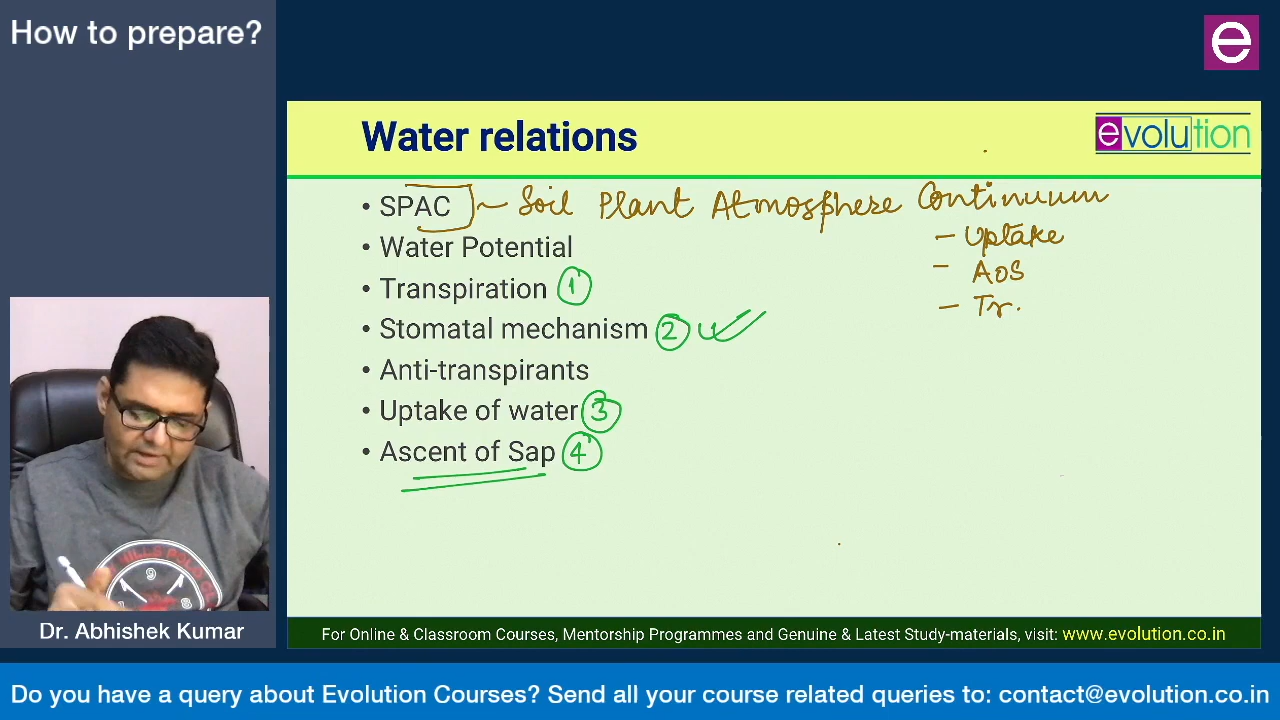 How to prepare?
e
Water relations
evolution
• SPAC ~ Soil Plant Atmosphere Continuum
- Uptake
- AoS
- Tr.
• Water Potential
• Transpiration 1
• Stomatal mechanism 2
• Anti-transpirants
• Uptake of water 3
• Ascent of Sap 4
HILLS POLO
9
Dr. Abhishek Kumar
For Online & Classroom Courses, Mentorship Programmes and Genuine & Latest Study-materials, visit: www.evolution.co.in
Do you have a query about Evolution Courses? Send all your course related queries to: contact@evolution.co.in